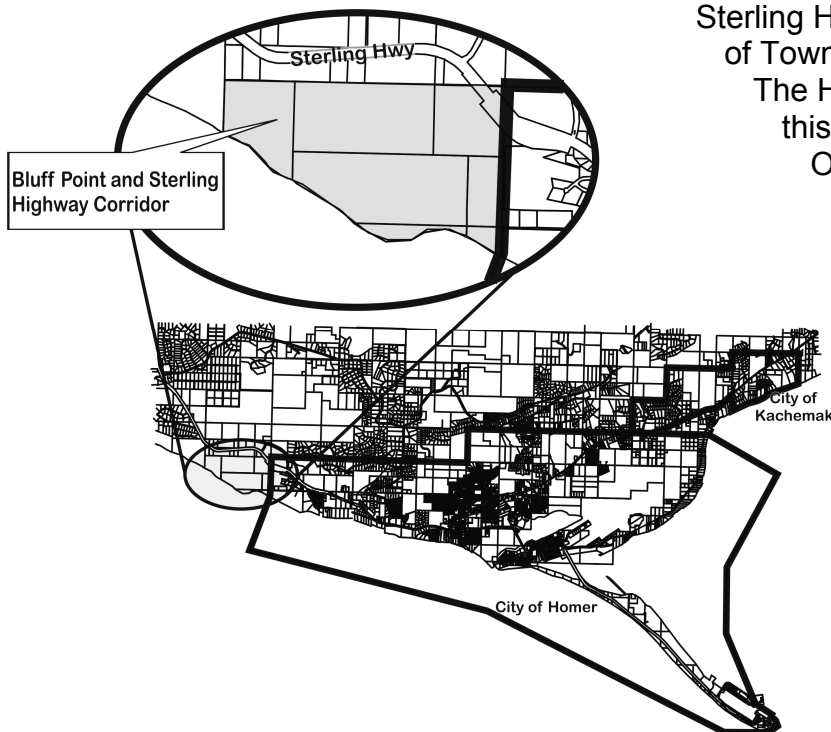 Sterling H
of Town
The H
this
O
Sterling Hwy
Bluff Point and Sterling
Highway Corridor
City of
Kachemak
City of Homer